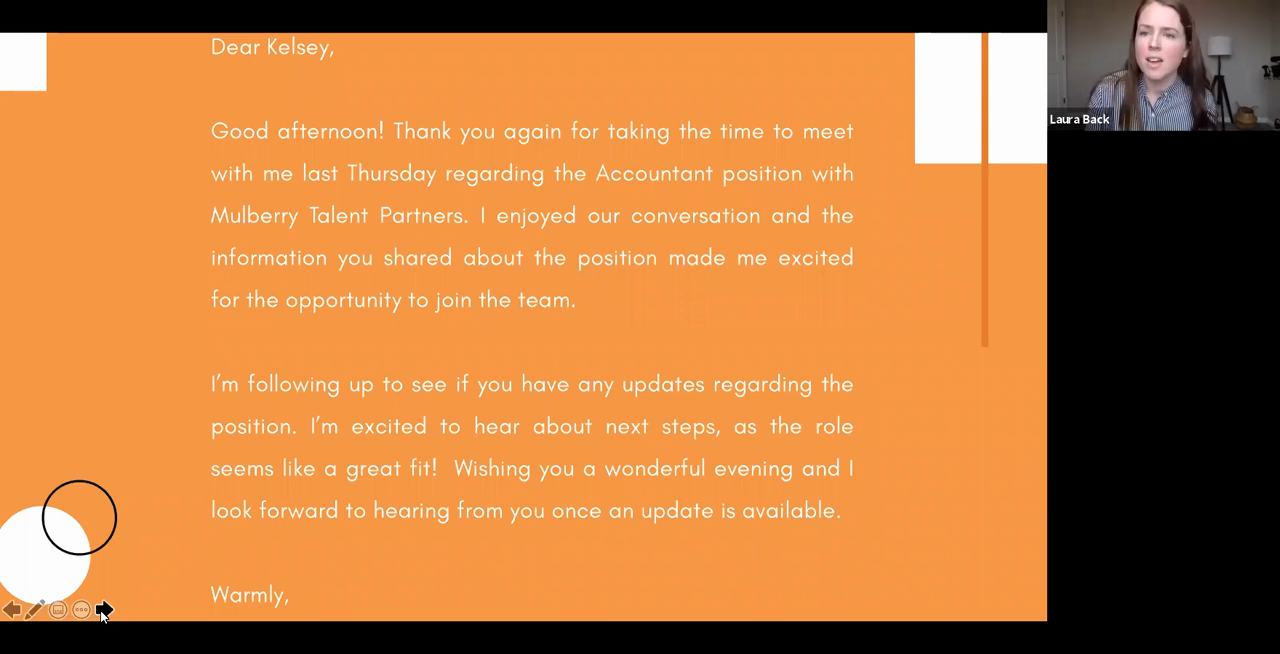 Dear Kelsey,
Good afternoon! Thank you again for taking the time to meet
with me last Thursday regarding the Accountant position with
Mulberry Talent Partners. I enjoyed our conversation and the
information you shared about the position made me excited
for the opportunity to join the team.
I'm following up to see if you have any updates regarding the
position. I'm excited to hear about next steps, as the role
seems like a great fit!  Wishing you a wonderful evening and I
look forward to hearing from you once an update is available.
Warmly,
Laura Back